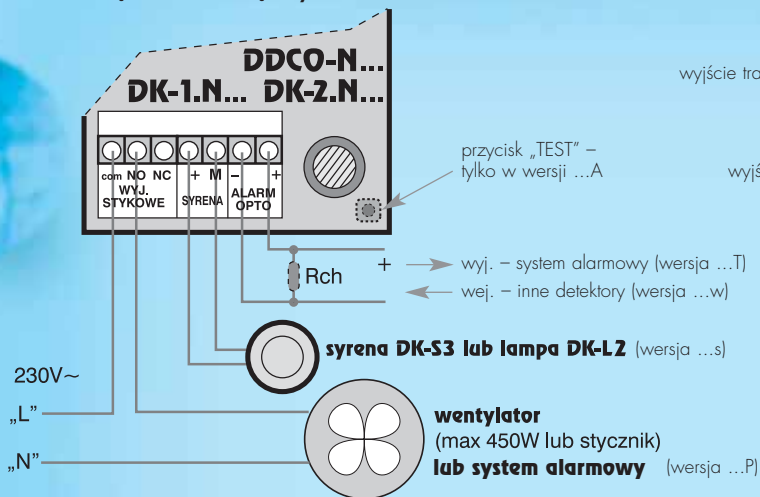 DDCO-N...
DK-1.N... DK-2.N...
wyjście
com NO NC
WYJ.
STYKOWE
+ M
SYRENA
– +
ALARM
OPTO
przycisk „TEST” –
tylko w wersji ...A
Rch
+
wyj. – system alarmowy (wersja ...T)
wej. – inne detektory (wersja ...w)
syrena DK-S3 lub lampa DK-L2 (wersja ...s)
230V~
„L”
„N”
wentylator
(max 450W lub stycznik)
lub system alarmowy (wersja ...P)